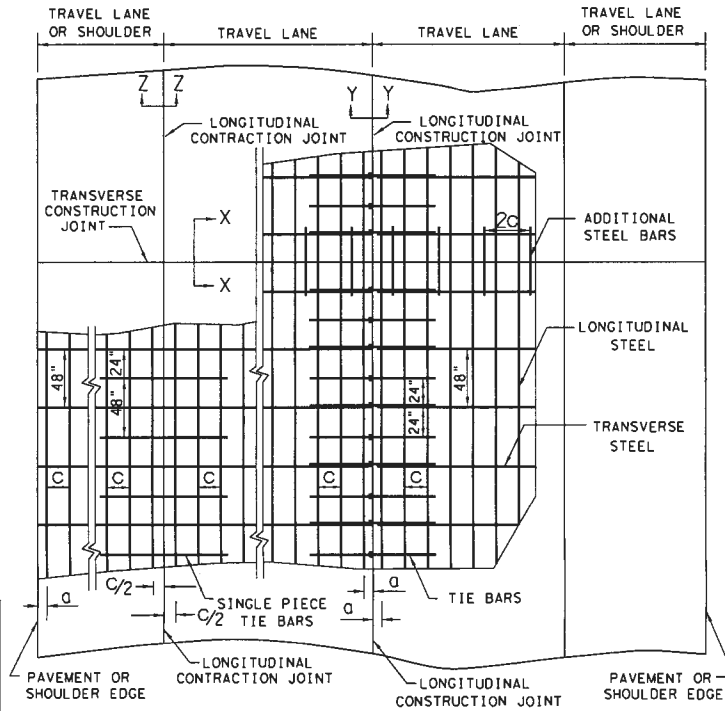 TRAVEL LANE
OR SHOULDER
TRAVEL LANE
TRAVEL LANE
TRAVEL LANE
OR SHOULDER
Z
Z
Y
Y
LONGITUDINAL
CONTRACTION JOINT
LONGITUDINAL
CONSTRUCTION JOINT
TRANSVERSE
CONSTRUCTION
JOINT
X
X
2C
ADDITIONAL
STEEL BARS
LONGITUDINAL
STEEL
48"
24"
48"
24"
24"
48"
TRANSVERSE
STEEL
C
C
C
C
C
a
C/2
C/2
SINGLE PIECE
TIE BARS
a
a
TIE BARS
PAVEMENT OR
SHOULDER EDGE
LONGITUDINAL
CONTRACTION JOINT
LONGITUDINAL
CONSTRUCTION JOINT
PAVEMENT OR
SHOULDER EDGE